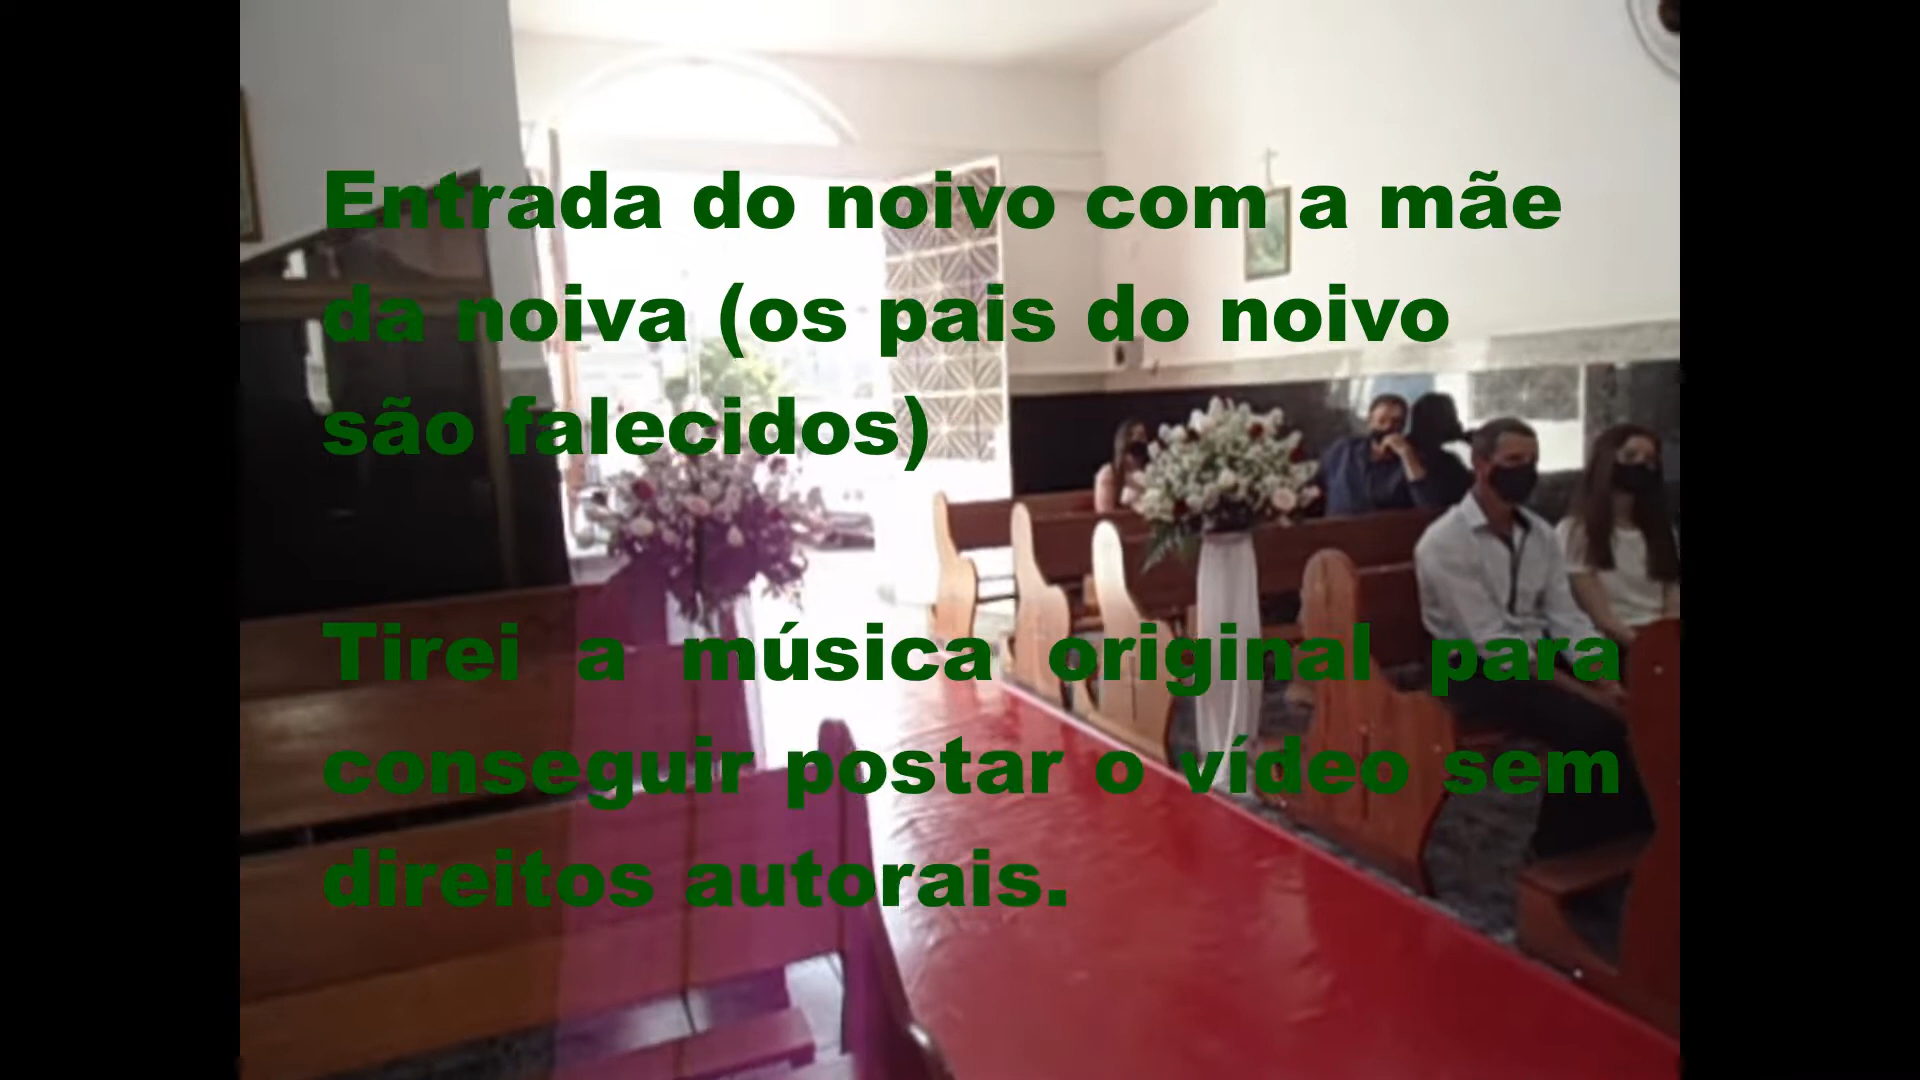 Entrada do noivo com a mãe
da noiva (os pais do noivo
são falecidos)
Tirei a música original para
conseguir postar o vídeo sem
direitos autorais.